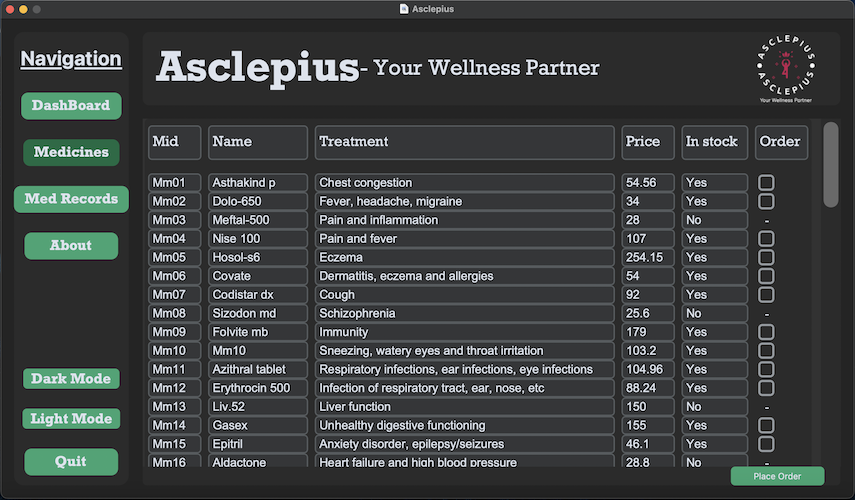 Asclepius
Navigation
DashBoard
Medicines
Med Records
About
Dark Mode
Light Mode
Quit
Asclepius- Your Wellness Partner
ASCLEPIUS
ASCLEPIUS
Your Wellness Partner
Mid Name Treatment Price In stock Order
Mm01 Asthakind p Chest congestion 54.56 Yes
Mm02 Dolo-650 Fever, headache, migraine 34 Yes
Mm03 Meftal-500 Pain and inflammation 28 No -
Mm04 Nise 100 Pain and fever 107 Yes
Mm05 Hosol-s6 Eczema 254.15 Yes
Mm06 Covate Dermatitis, eczema and allergies 54 Yes
Mm07 Codistar dx Cough 92 Yes
Mm08 Sizodon md Schizophrenia 25.6 No -
Mm09 Folvite mb Immunity 179 Yes
Mm10 Mm10 Sneezing, watery eyes and throat irritation 103.2 Yes
Mm11 Azithral tablet Respiratory infections, ear infections, eye infections 104.96 Yes
Mm12 Erythrocin 500 Infection of respiratory tract, ear, nose, etc 88.24 Yes
Mm13 Liv.52 Liver function 150 No -
Mm14 Gasex Unhealthy digestive functioning 155 Yes
Mm15 Epitril Anxiety disorder, epilepsy/seizures 46.1 Yes
Mm16 Aldactone Heart failure and high blood pressure 28.8 No -
Place Order